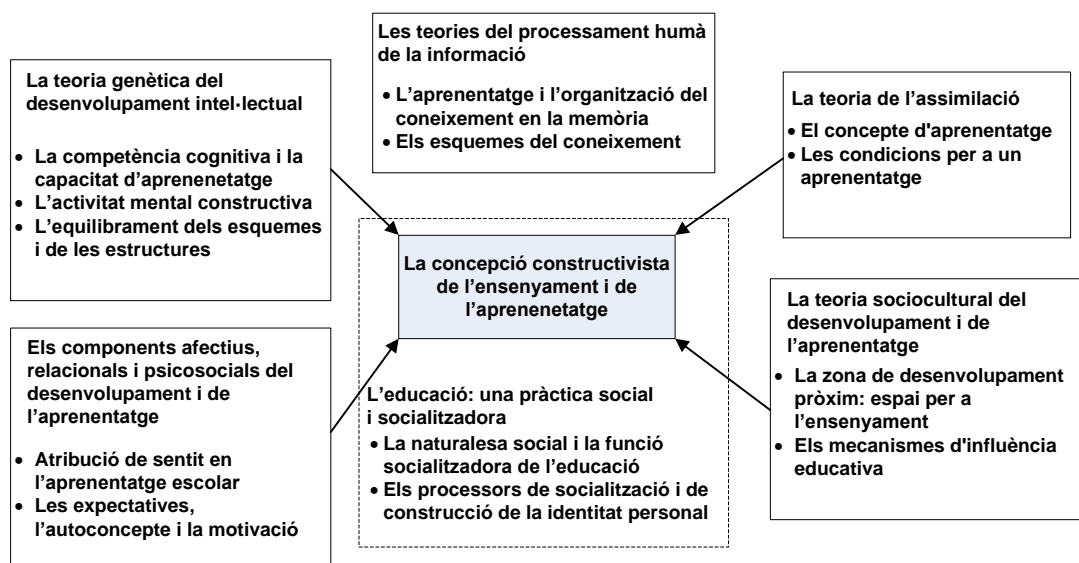 Les teories del processament humà
de la informació
• L’aprenentatge i l’organització del
coneixement en la memòria
• Els esquemes del coneixement
La teoria genètica del
desenvolupament intel·lectual
• La competència cognitiva i la
capacitat d’aprenenetatge
• L’activitat mental constructiva
• L’equilibrament dels esquemes
i de les estructures
La teoria de l’assimilació
• El concepte d'aprenentatge
• Les condicions per a un
aprenentatge
La concepció constructivista
de l’ensenyament i de
l’aprenenetatge
Els components afectius,
relacionals i psicosocials del
desenvolupament i de
l’aprenentatge
• Atribució de sentit en
l’aprenentatge escolar
• Les expectatives,
l’autoconcepte i la motivació
L’educació: una pràctica social
i socialitzadora
• La naturalesa social i la funció
socialitzadora de l’educació
• Els processors de socialització i de
construcció de la identitat personal
La teoria sociocultural del
desenvolupament i de
l’aprenentatge
• La zona de desenvolupament
pròxim: espai per a
l’ensenyament
• Els mecanismes d'influència
educativa